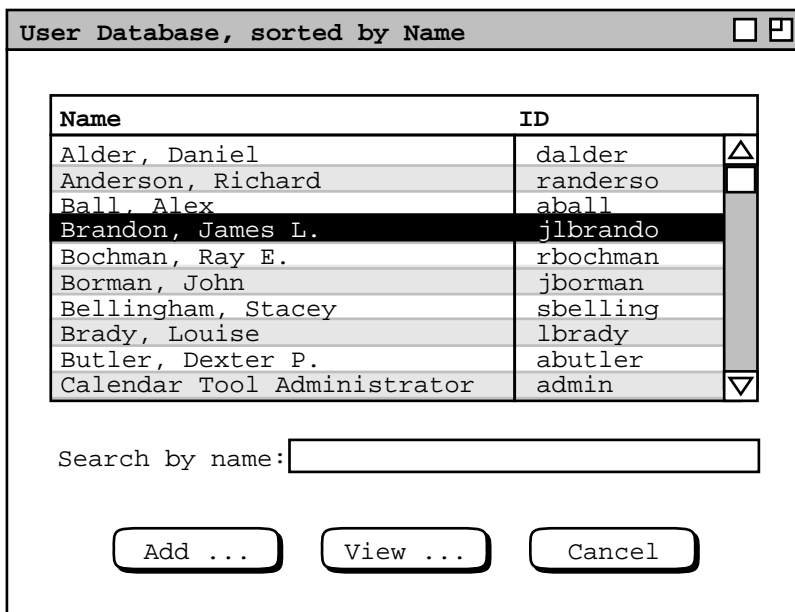 User Database, sorted by Name
Name ID
Alder, Daniel dalder
Anderson, Richard randerso
Ball, Alex aball
Brandon, James L. jlbrando
Bochman, Ray E. rbochman
Borman, John jborman
Bellingham, Stacey sbelling
Brady, Louise lbrady
Butler, Dexter P. abutler
Calendar Tool Administrator admin
Search by name:
Add ... View ... Cancel